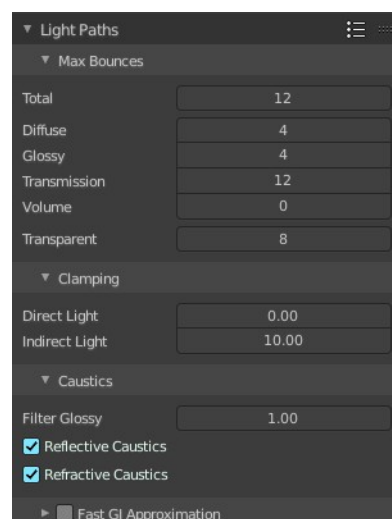 Light Paths
Max Bounces
Total 12
Diffuse 4
Glossy 4
Transmission 12
Volume 0
Transparent 8
Clamping
Direct Light 0.00
Indirect Light 10.00
Caustics
Filter Glossy 1.00
Reflective Caustics
Refractive Caustics
Fast GI Approximation